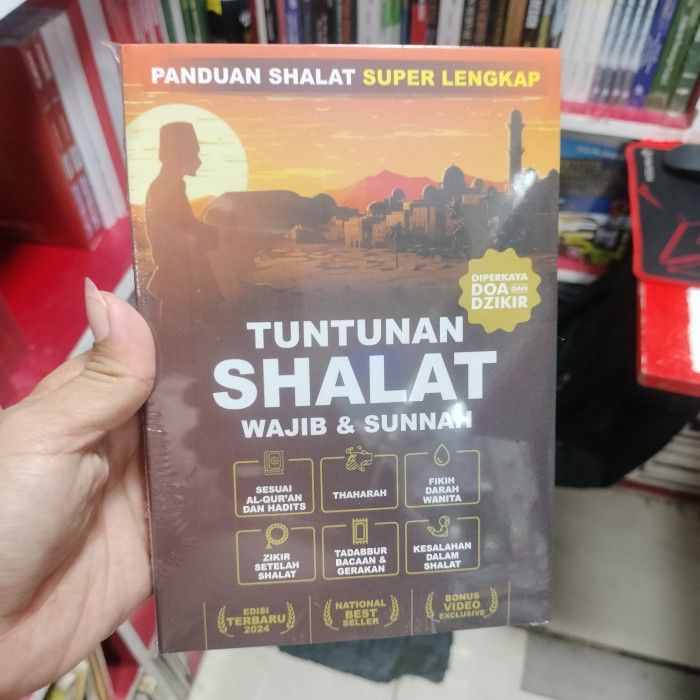 PANDUAN SHALAT SUPER LENGKAP
DIPERKAYA
DOA DAN
DZIKIR
TUNTUNAN
SHALAT
WAJIB & SUNNAH
SESUAI
AL-QUR'AN
DAN HADITS
THAHARAH
FIKIH
DARAH
WANITA
ZIKIR
SETELAH
SHALAT
TADABBUR
BACAAN &
GERAKAN
KESALAHAN
DALAM
SHALAT
EDISI
TERBARU
2024
NATIONAL
BEST
SELLER
BONUS
VIDEO
EXCLUSIVE